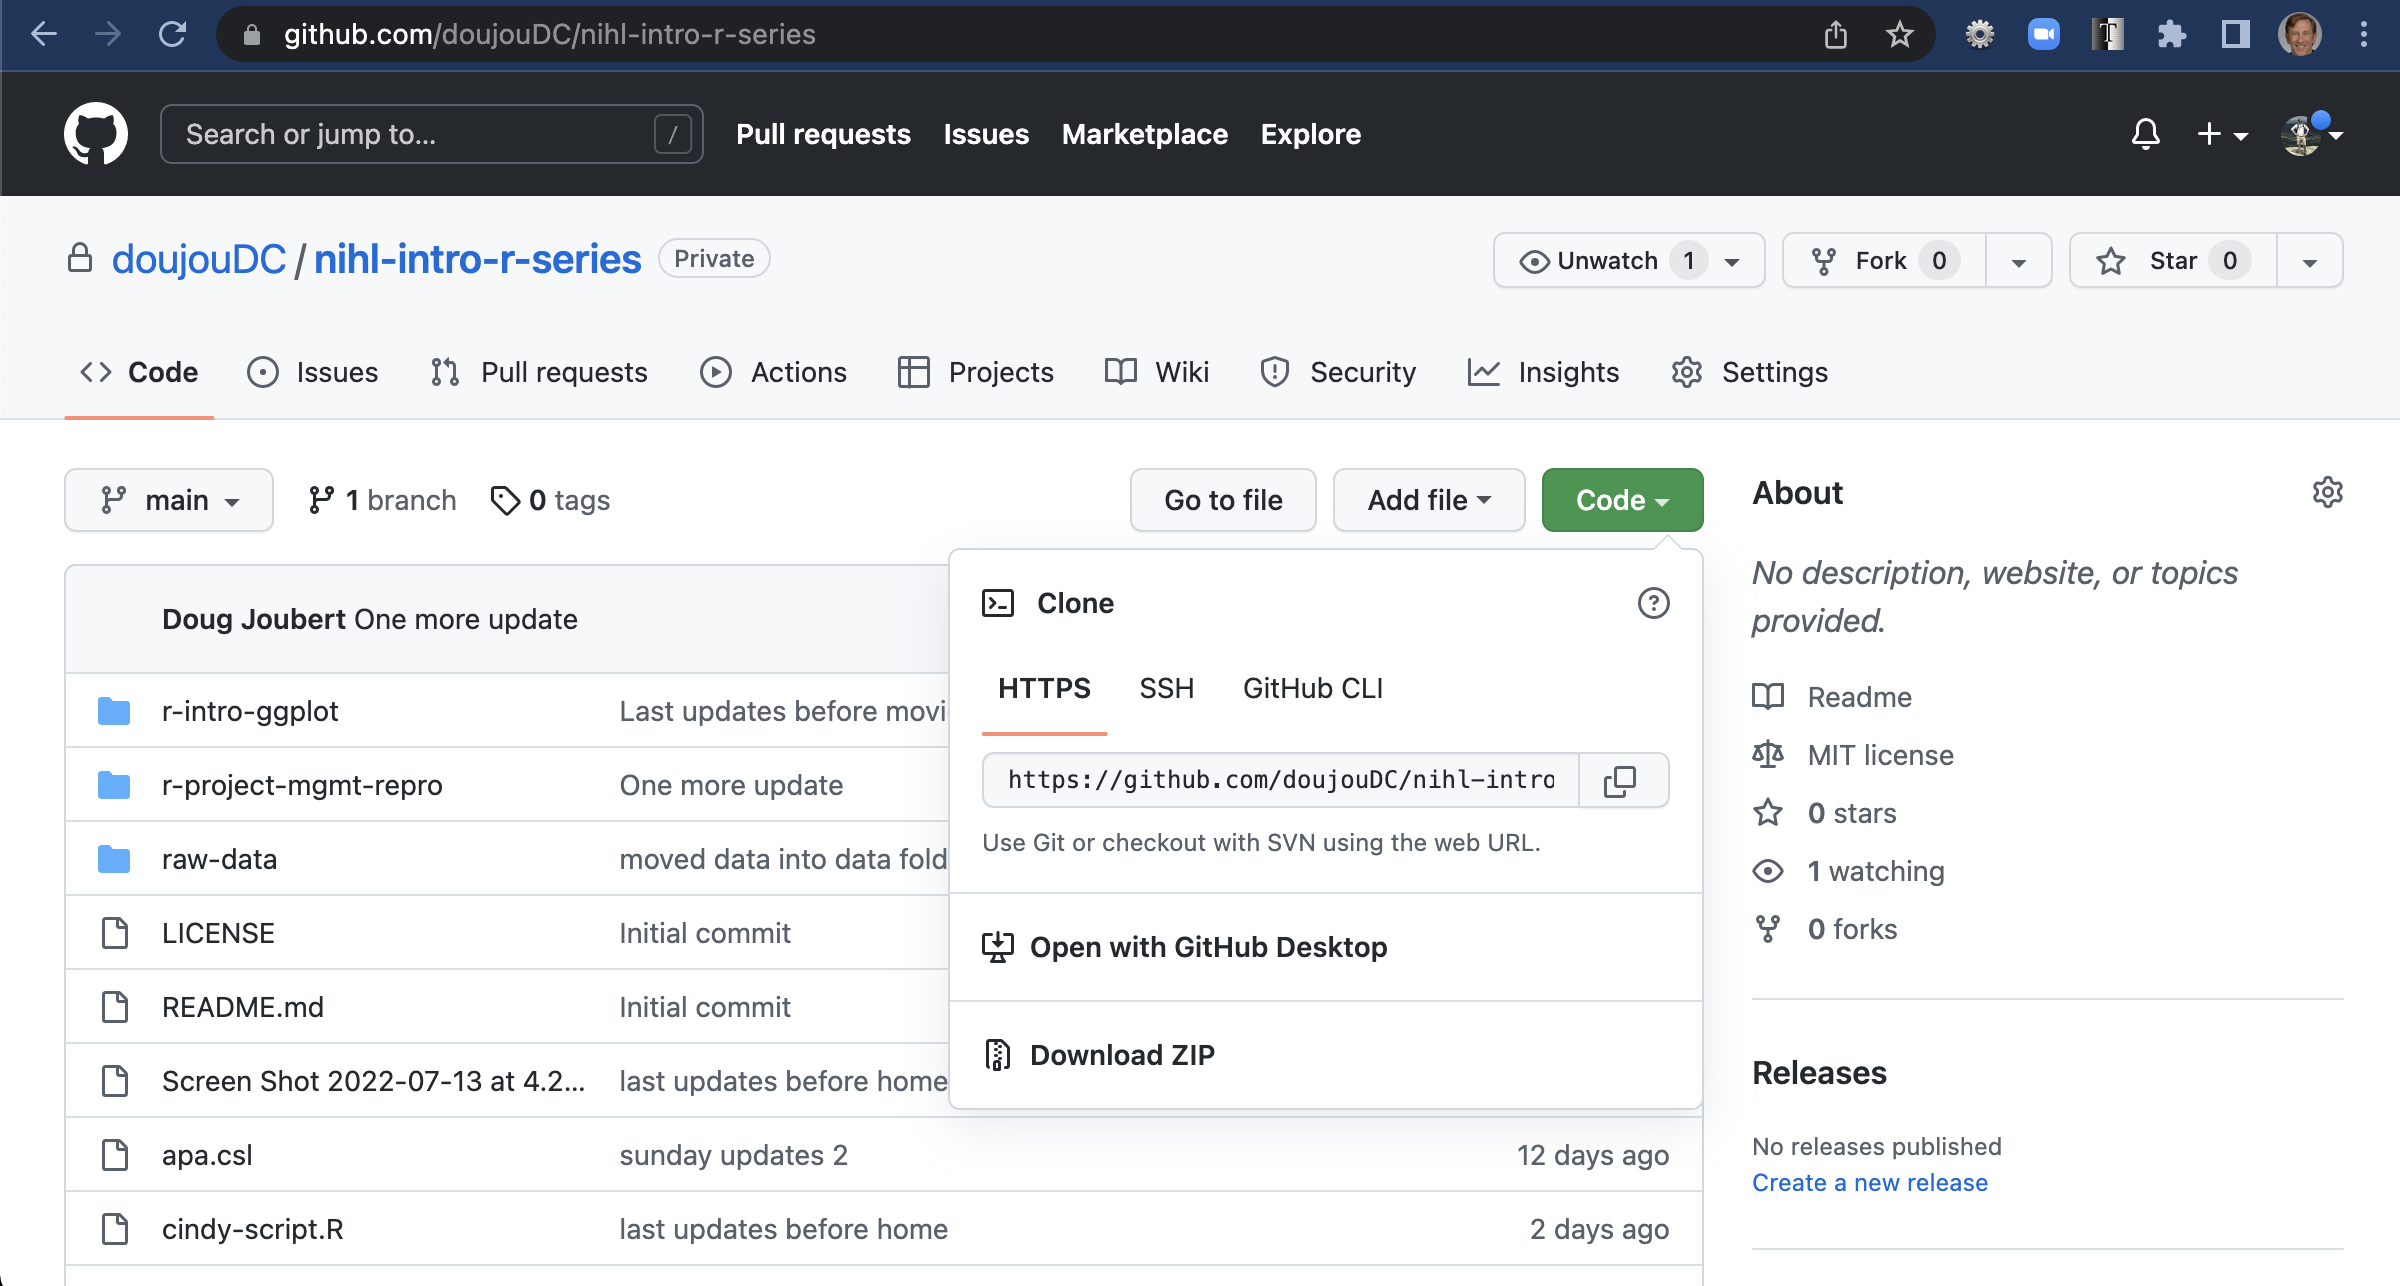 github.com/doujouDC/nihl-intro-r-series
T
Search or jump to... /
Pull requests Issues Marketplace Explore
doujouDC / nihl-intro-r-series Private
Unwatch 1
Fork 0
Star 0
Code Issues Pull requests Actions Projects Wiki Security Insights Settings
main 1 branch 0 tags
Go to file Add file Code
Doug Joubert One more update
r-intro-ggplot Last updates before movi
r-project-mgmt-repro One more update
raw-data moved data into data fold
LICENSE Initial commit
README.md Initial commit
Screen Shot 2022-07-13 at 4.2... last updates before home
apa.csl sunday updates 2 12 days ago
cindy-script.R last updates before home 2 days ago
Clone
HTTPS SSH GitHub CLI
https://github.com/doujouDC/nihl-intro
Use Git or checkout with SVN using the web URL.
Open with GitHub Desktop
Download ZIP
About
No description, website, or topics
provided.
Readme
MIT license
0 stars
1 watching
0 forks
Releases
No releases published
Create a new release